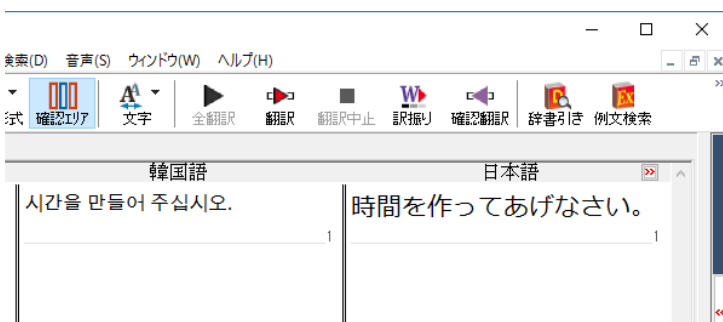 検索(D) 音声(S) ウィンドウ(W) ヘルプ(H)
確認エリア 文字 全翻訳 翻訳 翻訳中止 訳振り 確認翻訳 辞書引き 例文検索
韓国語 日本語
시간을 만들어 주십시오. 時間を作ってあげなさい。
1 1